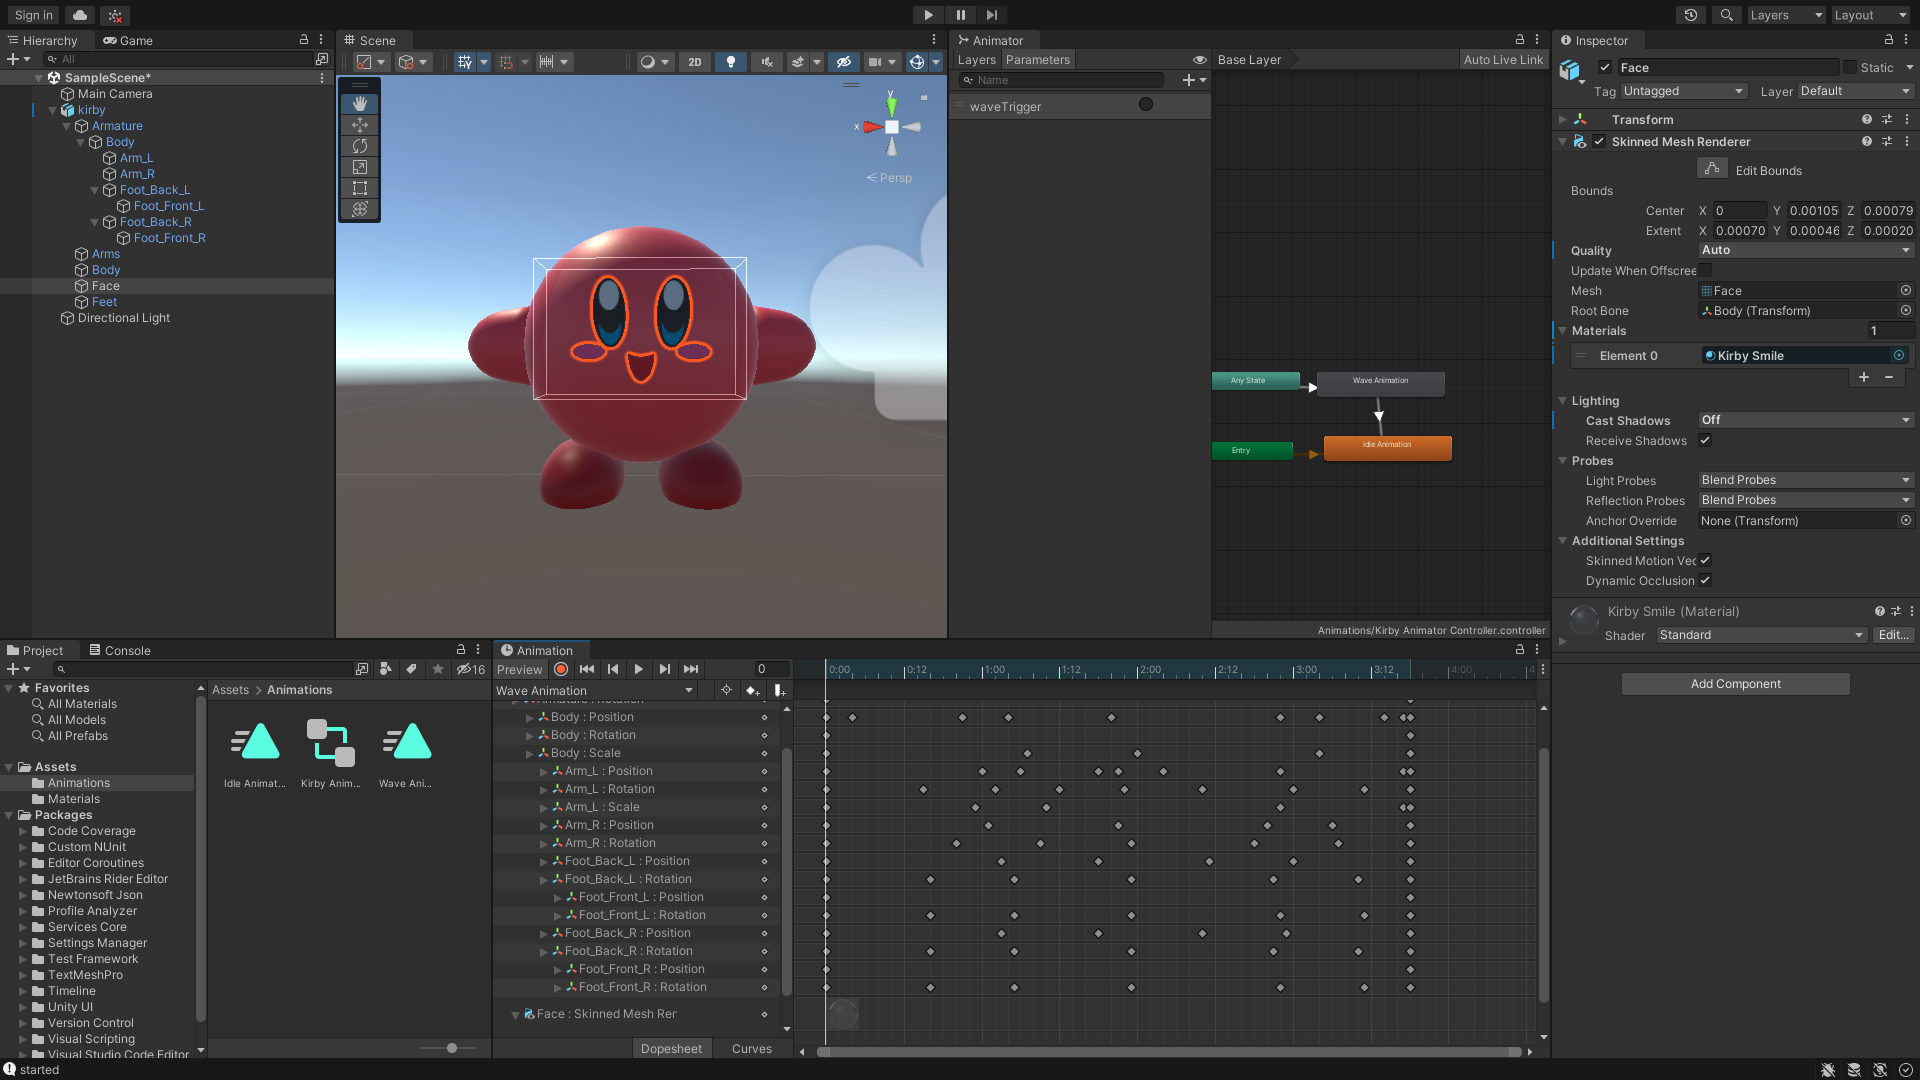 Sign in
Layers
Layout
Hierarchy
Game
All
SampleScene*
Main Camera
kirby
Armature
Body
Arm_L
Arm_R
Foot_Back_L
Foot_Front_L
Foot_Back_R
Foot_Front_R
Arms
Body
Face
Feet
Directional Light
Scene
2D
y
x
Persp
Animator
Layers
Parameters
Base Layer
Auto Live Link
Name
waveTrigger
Any State
Wave Animation
Entry
Idle Animation
Animations/Kirby Animator Controller.controller
Inspector
Face
Static
Tag Untagged
Layer Default
Transform
Skinned Mesh Renderer
Edit Bounds
Bounds
Center X 0 Y 0.00105 Z 0.00079
Extent X 0.00070 Y 0.00046 Z 0.00020
Quality Auto
Update When Offscree
Mesh Face
Root Bone Body (Transform)
Materials 1
Element 0 Kirby Smile
Lighting
Cast Shadows Off
Receive Shadows
Probes
Light Probes Blend Probes
Reflection Probes Blend Probes
Anchor Override None (Transform)
Additional Settings
Skinned Motion Vec
Dynamic Occlusion
Kirby Smile (Material)
Shader Standard Edit...
Add Component
Project
Console
16
Favorites
All Materials
All Models
All Prefabs
Assets
Animations
Materials
Packages
Code Coverage
Custom NUnit
Editor Coroutines
JetBrains Rider Editor
Newtonsoft Json
Profile Analyzer
Services Core
Settings Manager
Test Framework
TextMeshPro
Timeline
Unity UI
Version Control
Visual Scripting
Visual Studio Code Editor
Assets > Animations
Idle Animat...
Kirby Anim...
Wave Ani...
Animation
Preview
0
0:00 0:12 1:00 1:12 2:00 2:12 3:00 3:12 4:00
Wave Animation
Armature : Rotation
Body : Position
Body : Rotation
Body : Scale
Arm_L : Position
Arm_L : Rotation
Arm_L : Scale
Arm_R : Position
Arm_R : Rotation
Foot_Back_L : Position
Foot_Back_L : Rotation
Foot_Front_L : Position
Foot_Front_L : Rotation
Foot_Back_R : Position
Foot_Back_R : Rotation
Foot_Front_R : Position
Foot_Front_R : Rotation
Face : Skinned Mesh Rer
Dopesheet
Curves
started